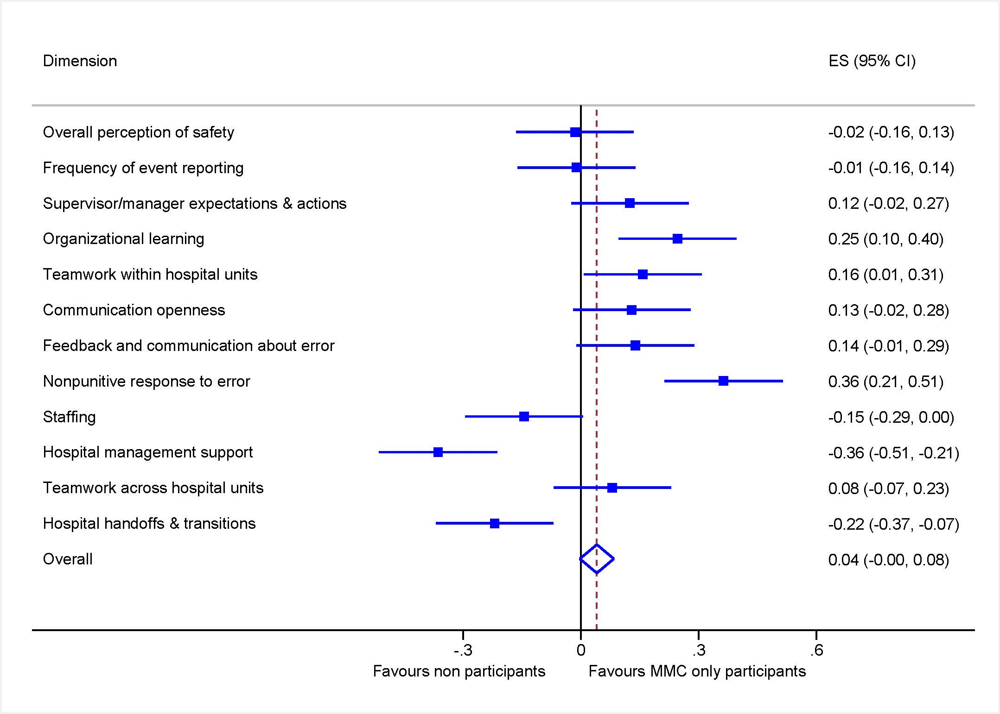 Dimension ES (95% CI)
Overall perception of safety -0.02 (-0.16, 0.13)
Frequency of event reporting -0.01 (-0.16, 0.14)
Supervisor/manager expectations & actions 0.12 (-0.02, 0.27)
Organizational learning 0.25 (0.10, 0.40)
Teamwork within hospital units 0.16 (0.01, 0.31)
Communication openness 0.13 (-0.02, 0.28)
Feedback and communication about error 0.14 (-0.01, 0.29)
Nonpunitive response to error 0.36 (0.21, 0.51)
Staffing -0.15 (-0.29, 0.00)
Hospital management support -0.36 (-0.51, -0.21)
Teamwork across hospital units 0.08 (-0.07, 0.23)
Hospital handoffs & transitions -0.22 (-0.37, -0.07)
Overall 0.04 (-0.00, 0.08)
-.3 0 .3 .6
Favours non participants Favours MMC only participants